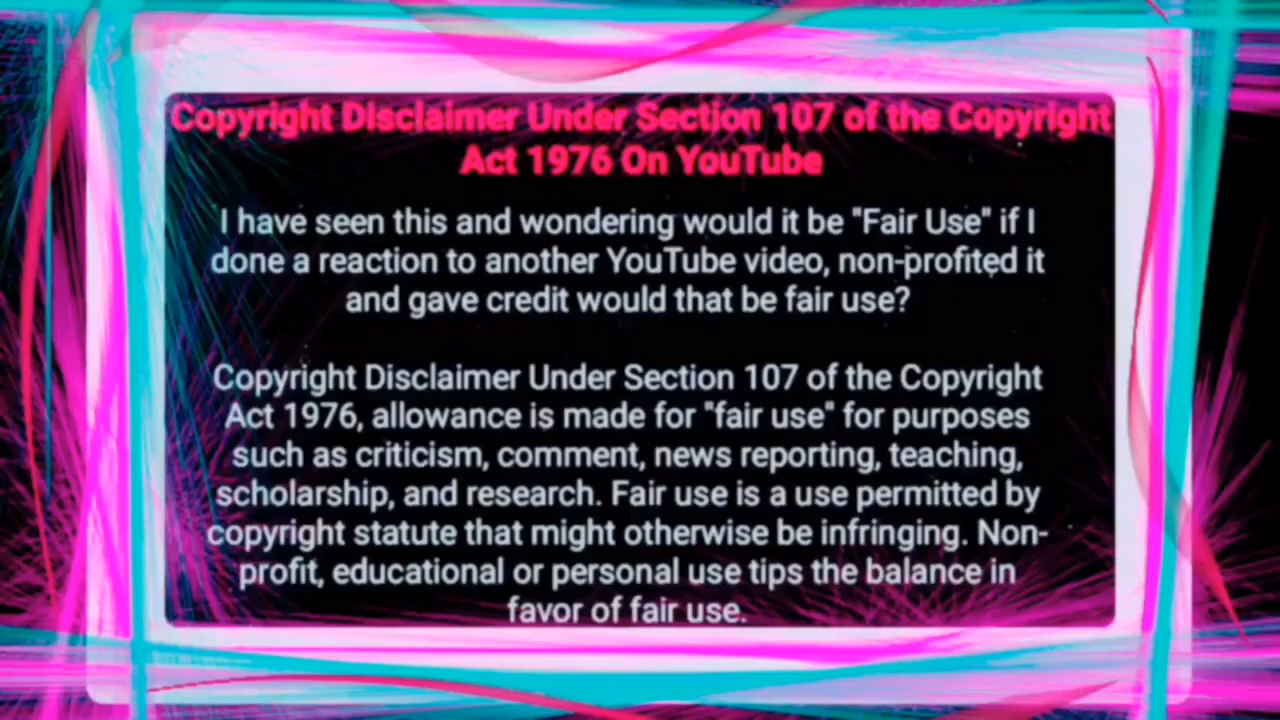 Copyright Disclaimer Under Section 107 of the Copyright
Act 1976 On YouTube
I have seen this and wondering would it be "Fair Use" if I
done a reaction to another YouTube video, non-profited it
and gave credit would that be fair use?
Copyright Disclaimer Under Section 107 of the Copyright
Act 1976, allowance is made for "fair use" for purposes
such as criticism, comment, news reporting, teaching,
scholarship, and research. Fair use is a use permitted by
copyright statute that might otherwise be infringing. Non-
profit, educational or personal use tips the balance in
favor of fair use.